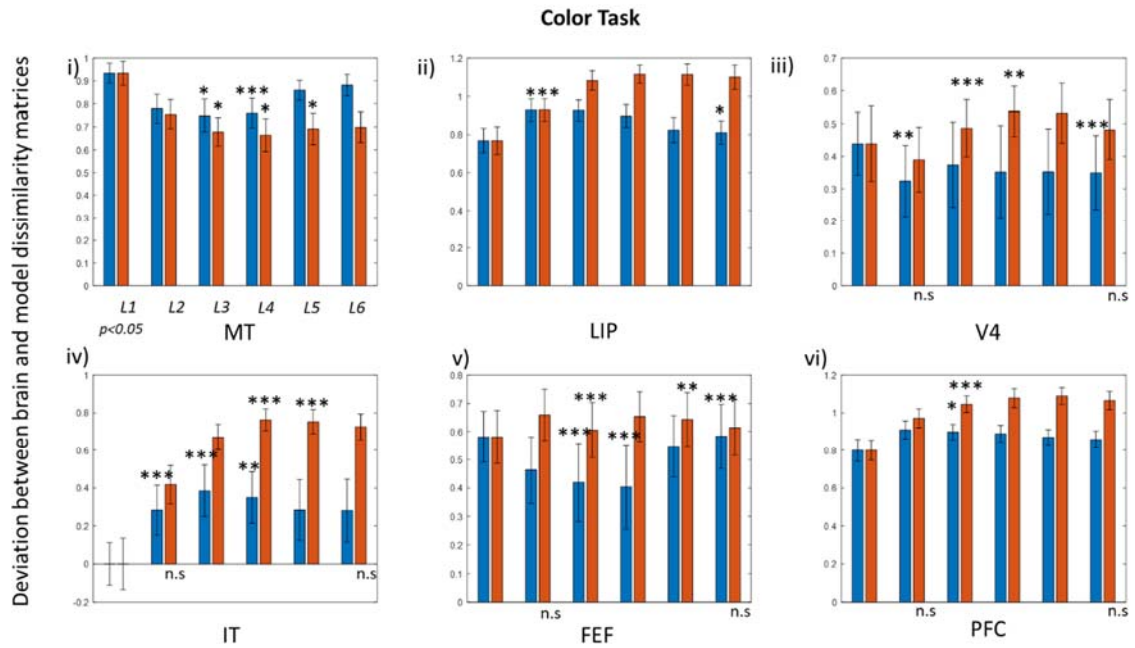 Color Task
Deviation between brain and model dissimilarity matrices
i)
1
0.9
0.8
0.7
0.6
0.5
0.4
0.3
0.2
0.1
0
* * *** * *
L1 L2 L3 L4 L5 L6
p<0.05
MT
ii)
1.2
1
0.8
0.6
0.4
0.2
0
*** *
LIP
iii)
0.7
0.6
0.5
0.4
0.3
0.2
0.1
0
** *** ** ***
n.s n.s
V4
iv)
1
0.8
0.6
0.4
0.2
0
-0.2
*** *** ** *** ***
n.s n.s
IT
v)
0.8
0.7
0.6
0.5
0.4
0.3
0.2
0.1
0
*** *** *** ** ***
n.s n.s
FEF
vi)
1.2
1
0.8
0.6
0.4
0.2
0
* ***
n.s n.s
PFC